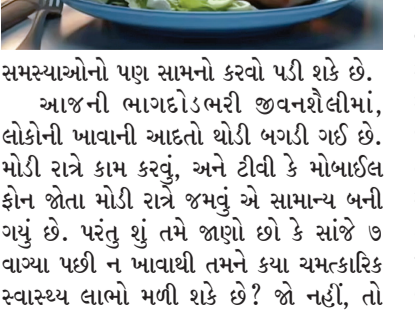 સમસ્યાઓનો પણ સામનો કરવો પડી શકે છે.
આજની ભાગદોડભરી જીવનશૈલીમાં,
લોકોની ખાવાની આદતો થોડી બગડી ગઈ છે.
મોડી રાત્રે કામ કરવું, અને ટીવી કે મોબાઈલ
ફોન જોતા મોડી રાત્રે જમવું એ સામાન્ય બની
ગયું છે. પરંતુ શું તમે જાણો છો કે સાંજે ૭
વાગ્યા પછી ન ખાવાથી તમને કયા ચમત્કારિક
સ્વાસ્થ્ય લાભો મળી શકે છે? જો નહીં, તો